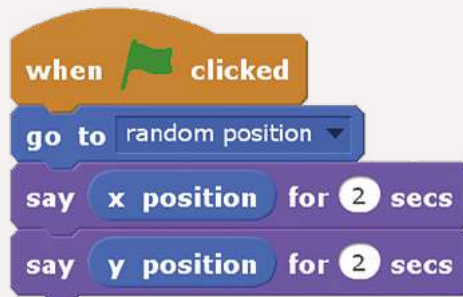 when clicked
go to random position
say x position for 2 secs
say y position for 2 secs